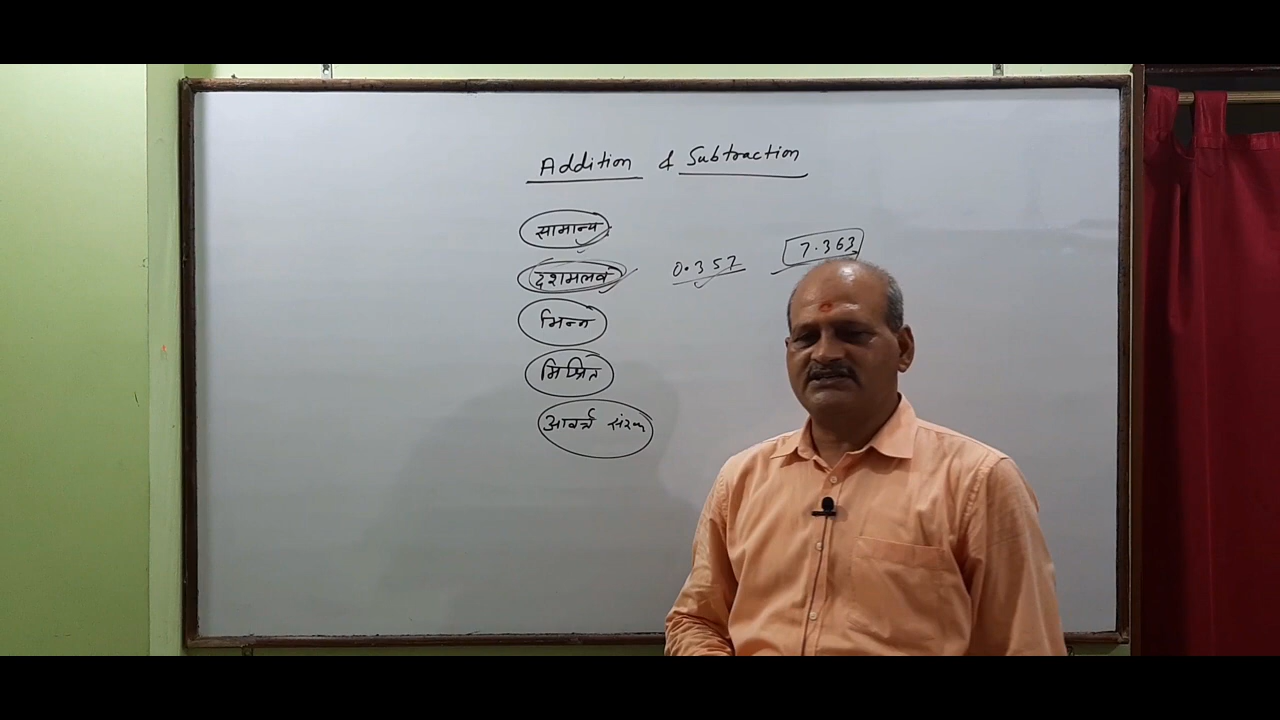 Addition & Subtraction
सामान्य
दशमलव 0.357 7.363
भिन्न
मिश्रित
आवर्त्त